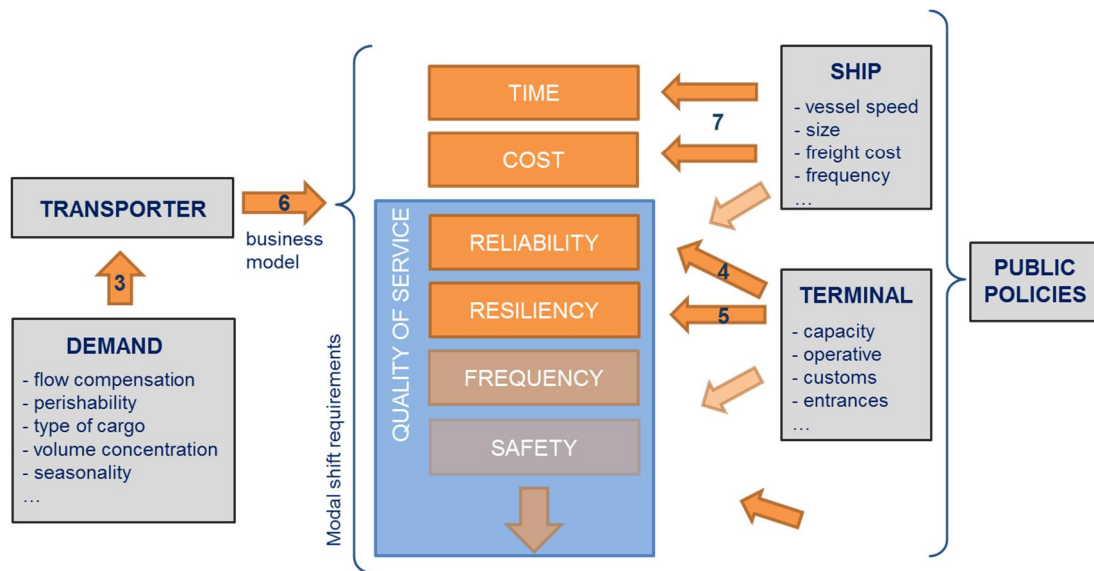 TRANSPORTER
6
business
model
3
DEMAND
- flow compensation
- perishability
- type of cargo
- volume concentration
- seasonality
...
Modal shift requirements
TIME
COST
QUALITY OF SERVICE
RELIABILITY
RESILIENCY
FREQUENCY
SAFETY
7
4
5
SHIP
- vessel speed
- size
- freight cost
- frequency
...
TERMINAL
- capacity
- operative
- customs
- entrances
...
PUBLIC
POLICIES